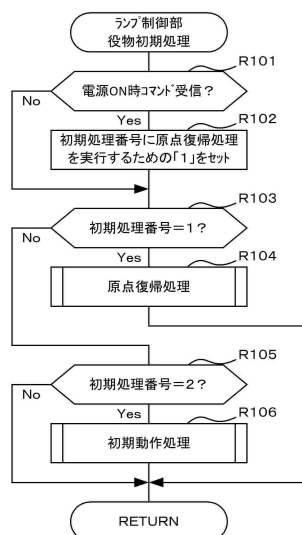 ランプ制御部
役物初期処理
R101
電源ON時コマンド受信？
No
Yes
R102
初期処理番号に原点復帰処理
を実行するための「1」をセット
R103
初期処理番号＝1？
No
Yes
R104
原点復帰処理
R105
初期処理番号＝2？
No
Yes
R106
初期動作処理
RETURN